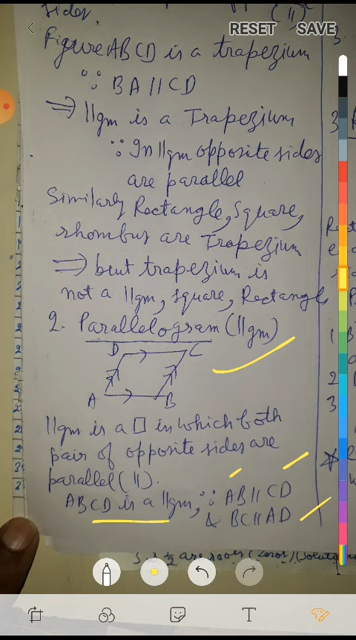 sides.
RESET SAVE
Figure ABCD is a trapezium
∵ BA || CD
⇒ ||gm is a Trapezium
∵ In ||gm opposite sides
are parallel
Similarly Rectangle, Square,
rhombus are Trapezium
⇒ but trapezium is
not a ||gm, square, Rectangle
2. Parallelogram (||gm)
D C
A B
||gm is a □ in which both
pair of opposite sides are
parallel (||).
ABCD is a ||gm, ∵ AB || CD
& BC || AD
T